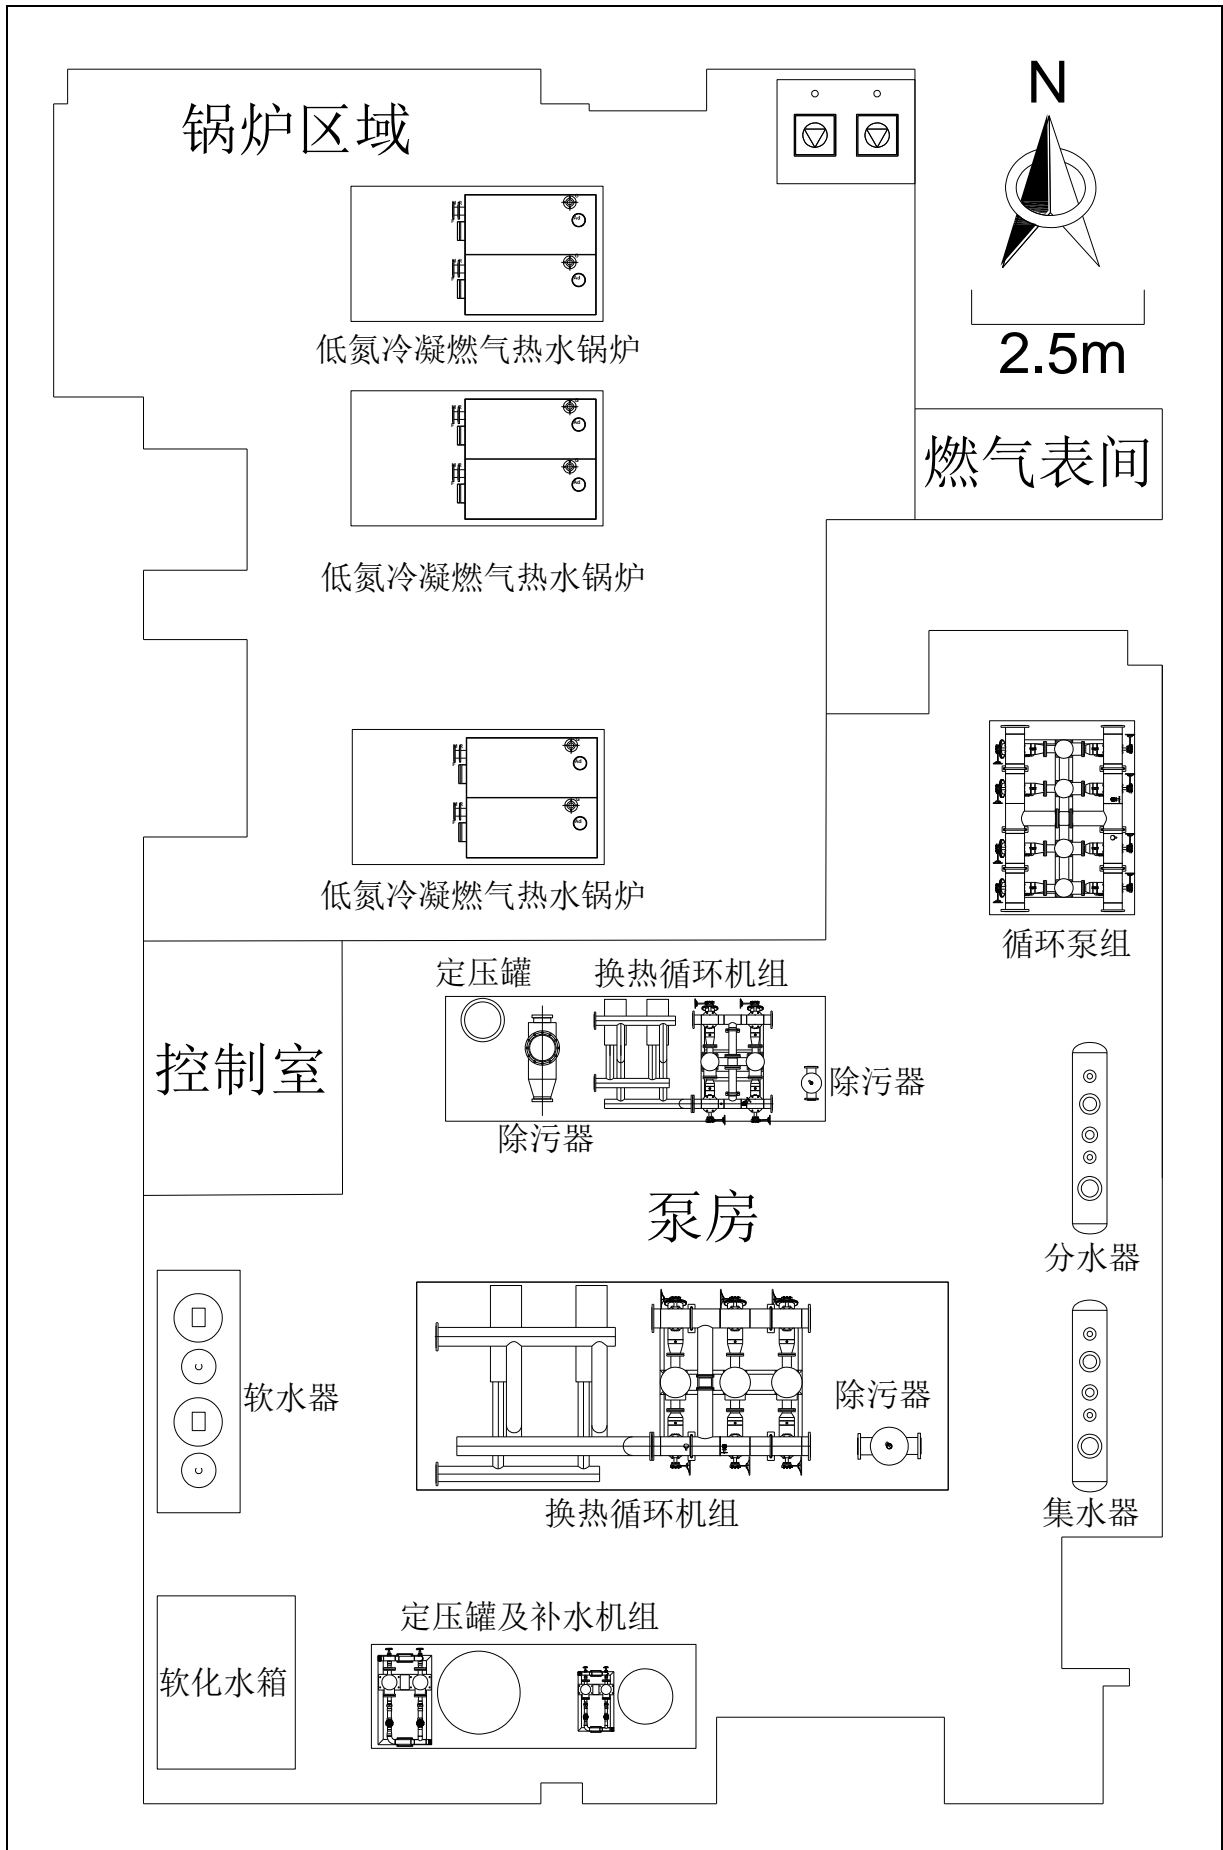 锅炉区域
N
低氮冷凝燃气热水锅炉
2.5m
燃气表间
低氮冷凝燃气热水锅炉
低氮冷凝燃气热水锅炉
循环泵组
定压罐
换热循环机组
控制室
除污器
除污器
泵房
分水器
软水器
除污器
换热循环机组
集水器
定压罐及补水机组
软化水箱